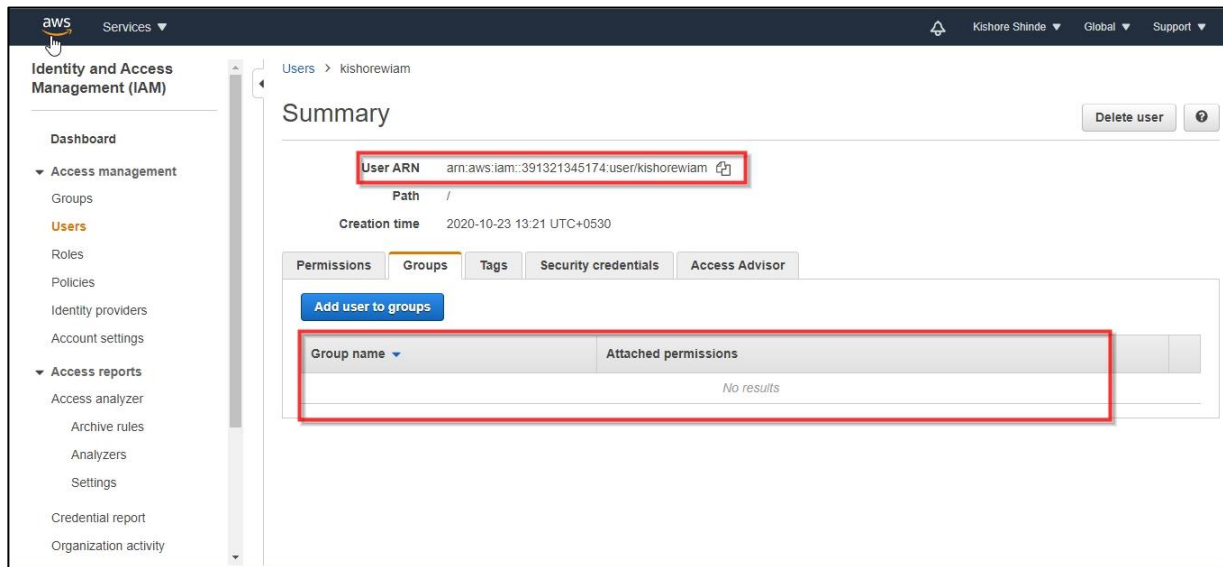 aws Services Kishore Shinde Global Support
Identity and Access
Management (IAM)
Dashboard
Access management
Groups
Users
Roles
Policies
Identity providers
Account settings
Access reports
Access analyzer
Archive rules
Analyzers
Settings
Credential report
Organization activity
Users > kishorewiam
Summary
Delete user ?
User ARN arn:aws:iam::391321345174:user/kishorewiam
Path /
Creation time 2020-10-23 13:21 UTC+0530
Permissions Groups Tags Security credentials Access Advisor
Add user to groups
Group name Attached permissions
No results